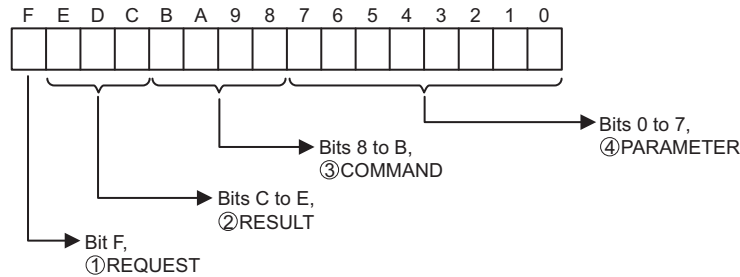 F E D C B A 9 8 7 6 5 4 3 2 1 0
Bits 0 to 7,
④PARAMETER
Bits 8 to B,
③COMMAND
Bits C to E,
②RESULT
Bit F,
①REQUEST